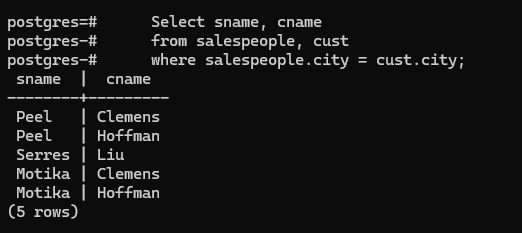 postgres=#      Select sname, cname
postgres-#      from salespeople, cust
postgres-#      where salespeople.city = cust.city;
 sname  |  cname
--------+---------
 Peel   | Clemens
 Peel   | Hoffman
 Serres | Liu
 Motika | Clemens
 Motika | Hoffman
(5 rows)